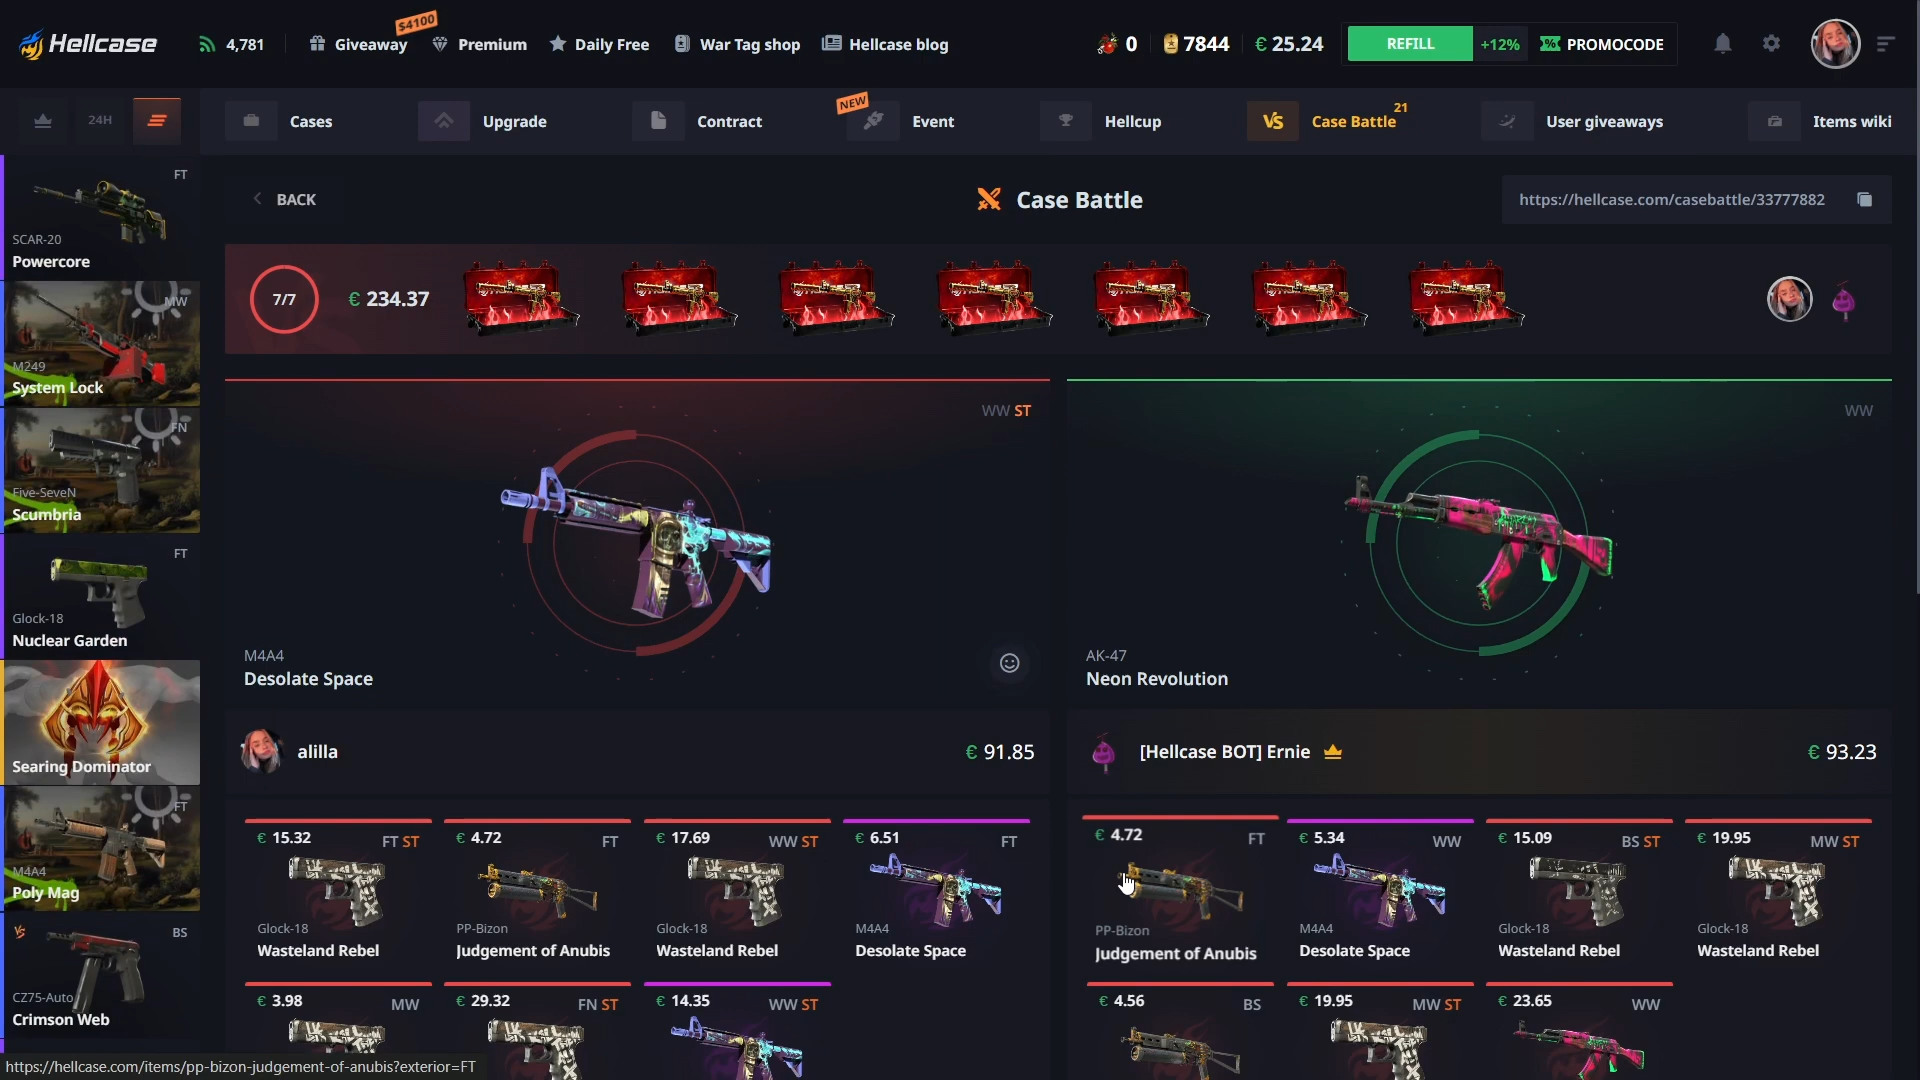 Hellcase
4,781
Giveaway
$4100
Premium
Daily Free
War Tag shop
Hellcase blog
0
7844
€ 25.24
REFILL
+12%
PROMOCODE
24H
Cases
Upgrade
Contract
NEW
Event
Hellcup
VS
Case Battle
21
User giveaways
Items wiki
FT
SCAR-20
Powercore
MW
M249
System Lock
FN
Five-SeveN
Scumbria
FT
Glock-18
Nuclear Garden
Searing Dominator
FT
M4A4
Poly Mag
VS
BS
CZ75-Auto
Crimson Web
BACK
Case Battle
https://hellcase.com/casebattle/33777882
7/7
€ 234.37
WW ST
M4A4
Desolate Space
WW
AK-47
Neon Revolution
alilla
€ 91.85
[Hellcase BOT] Ernie
€ 93.23
€ 15.32
FT ST
Glock-18
Wasteland Rebel
€ 4.72
FT
PP-Bizon
Judgement of Anubis
€ 17.69
WW ST
Glock-18
Wasteland Rebel
€ 6.51
FT
M4A4
Desolate Space
€ 3.98
MW
€ 29.32
FN ST
€ 14.35
WW ST
€ 4.72
FT
PP-Bizon
Judgement of Anubis
€ 5.34
WW
M4A4
Desolate Space
€ 15.09
BS ST
Glock-18
Wasteland Rebel
€ 19.95
MW ST
Glock-18
Wasteland Rebel
€ 4.56
BS
€ 19.95
MW ST
€ 23.65
WW
https://hellcase.com/items/pp-bizon-judgement-of-anubis?exterior=FT